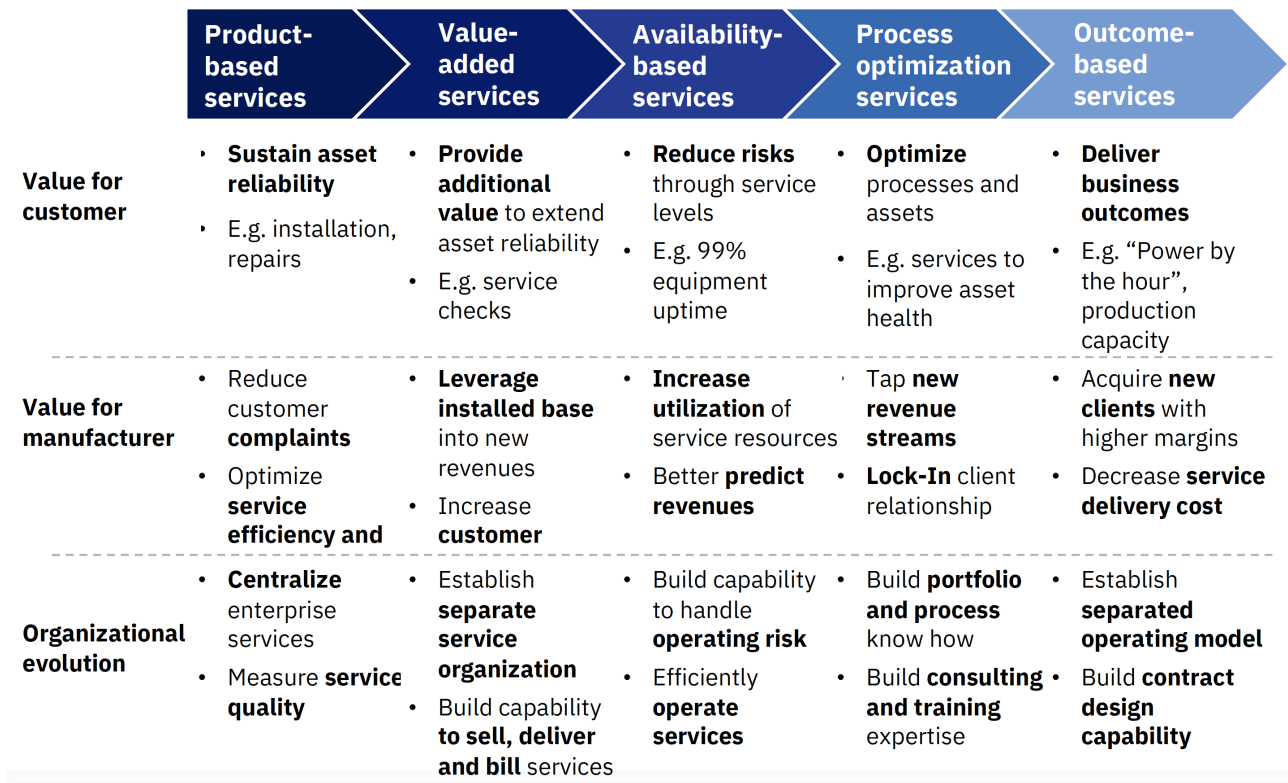 Product-
based
services
Value-
added
services
Availability-
based
services
Process
optimization
services
Outcome-
based
services
Value for
customer
• Sustain asset
reliability
• E.g. installation,
repairs
• Provide
additional
value to extend
asset reliability
• E.g. service
checks
• Reduce risks
through service
levels
• E.g. 99%
equipment
uptime
• Optimize
processes and
assets
• E.g. services to
improve asset
health
• Deliver
business
outcomes
• E.g. “Power by
the hour”,
production
capacity
Value for
manufacturer
• Reduce
customer
complaints
• Optimize
service
efficiency and
• Leverage
installed base
into new
revenues
• Increase
customer
• Increase
utilization of
service resources
• Better predict
revenues
• Tap new
revenue
streams
• Lock-In client
relationship
• Acquire new
clients with
higher margins
• Decrease service
delivery cost
Organizational
evolution
• Centralize
enterprise
services
• Measure service
quality
• Establish
separate
service
organization
• Build capability
to sell, deliver
and bill services
• Build capability
to handle
operating risk
• Efficiently
operate
services
• Build portfolio
and process
know how
• Build consulting
and training
expertise
• Establish
separated
operating model
• Build contract
design
capability